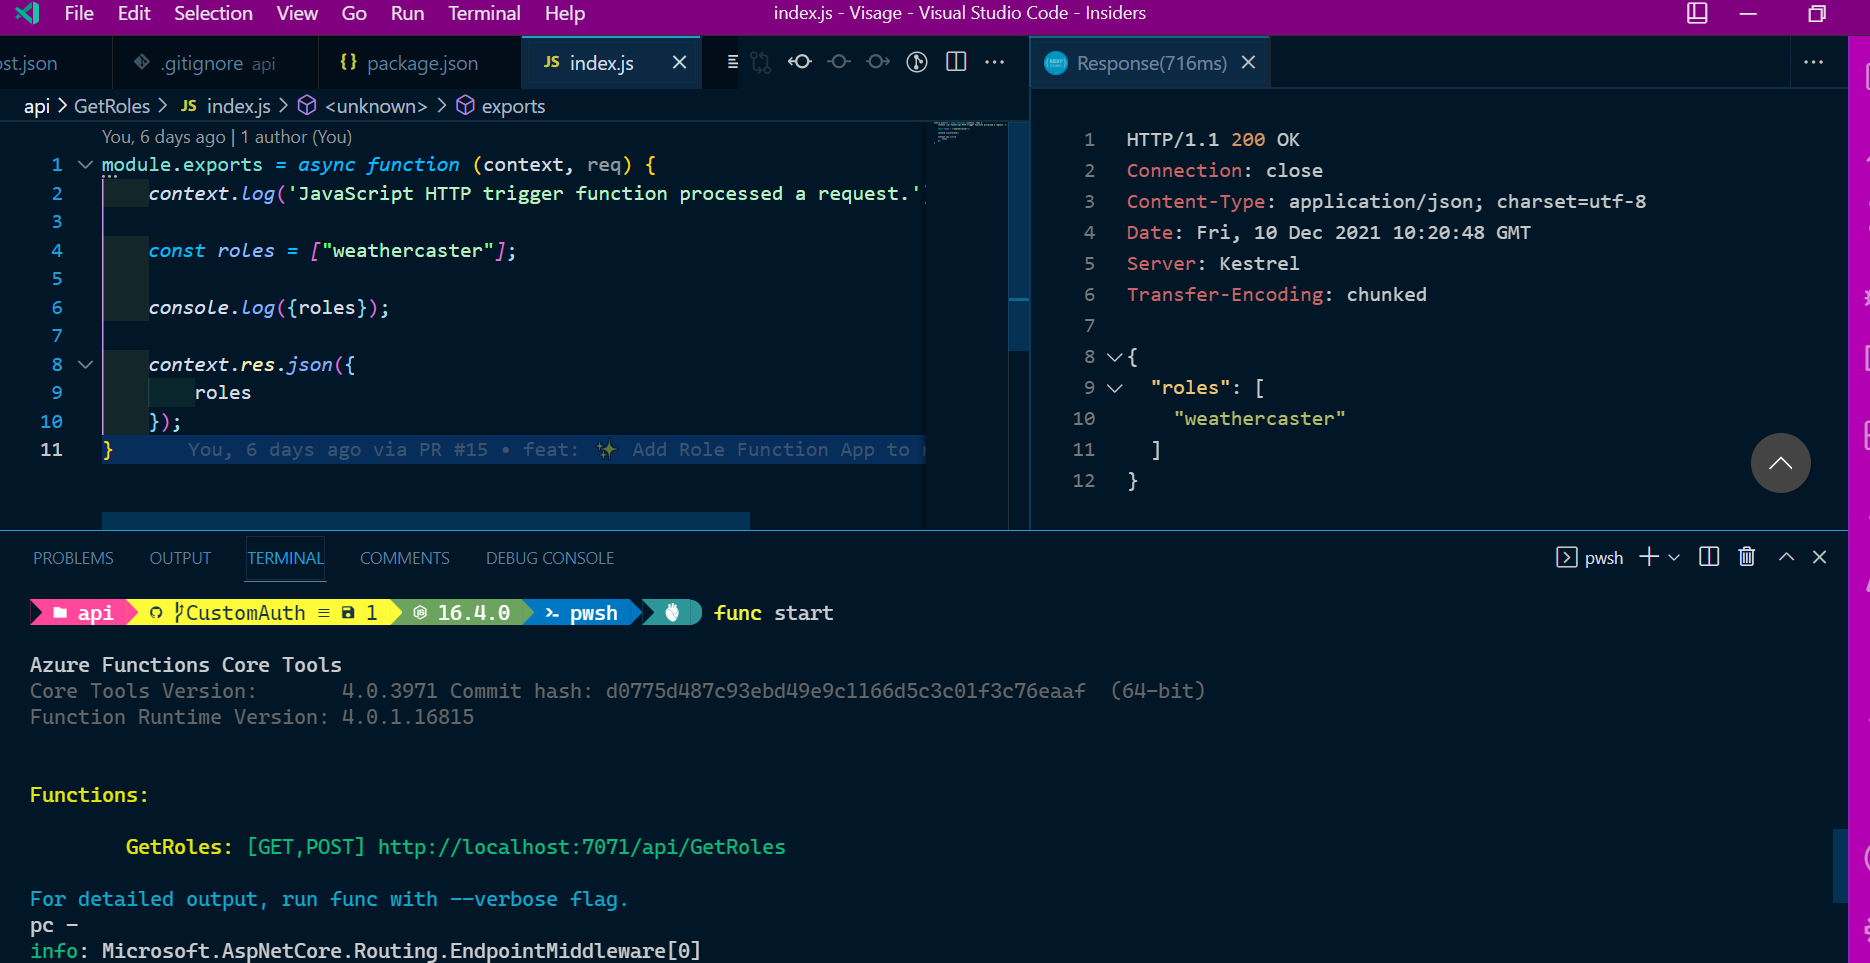 File Edit Selection View Go Run Terminal Help
index.js - Visage - Visual Studio Code - Insiders
st.json
.gitignore api
{} package.json
JS index.js
Response(716ms)
api > GetRoles > JS index.js > <unknown> > exports
You, 6 days ago | 1 author (You)
1 module.exports = async function (context, req) {
2 context.log('JavaScript HTTP trigger function processed a request.')
3
4 const roles = ["weathercaster"];
5
6 console.log({roles});
7
8 context.res.json({
9 roles
10 });
11 } You, 6 days ago via PR #15 • feat: ✨ Add Role Function App to
1 HTTP/1.1 200 OK
2 Connection: close
3 Content-Type: application/json; charset=utf-8
4 Date: Fri, 10 Dec 2021 10:20:48 GMT
5 Server: Kestrel
6 Transfer-Encoding: chunked
7
8 {
9 "roles": [
10 "weathercaster"
11 ]
12 }
PROBLEMS OUTPUT TERMINAL COMMENTS DEBUG CONSOLE
pwsh
api CustomAuth ≡ 1 16.4.0 pwsh func start
Azure Functions Core Tools
Core Tools Version: 4.0.3971 Commit hash: d0775d487c93ebd49e9c1166d5c3c01f3c76eaaf (64-bit)
Function Runtime Version: 4.0.1.16815
Functions:
GetRoles: [GET,POST] http://localhost:7071/api/GetRoles
For detailed output, run func with --verbose flag.
pc -
info: Microsoft.AspNetCore.Routing.EndpointMiddleware[0]